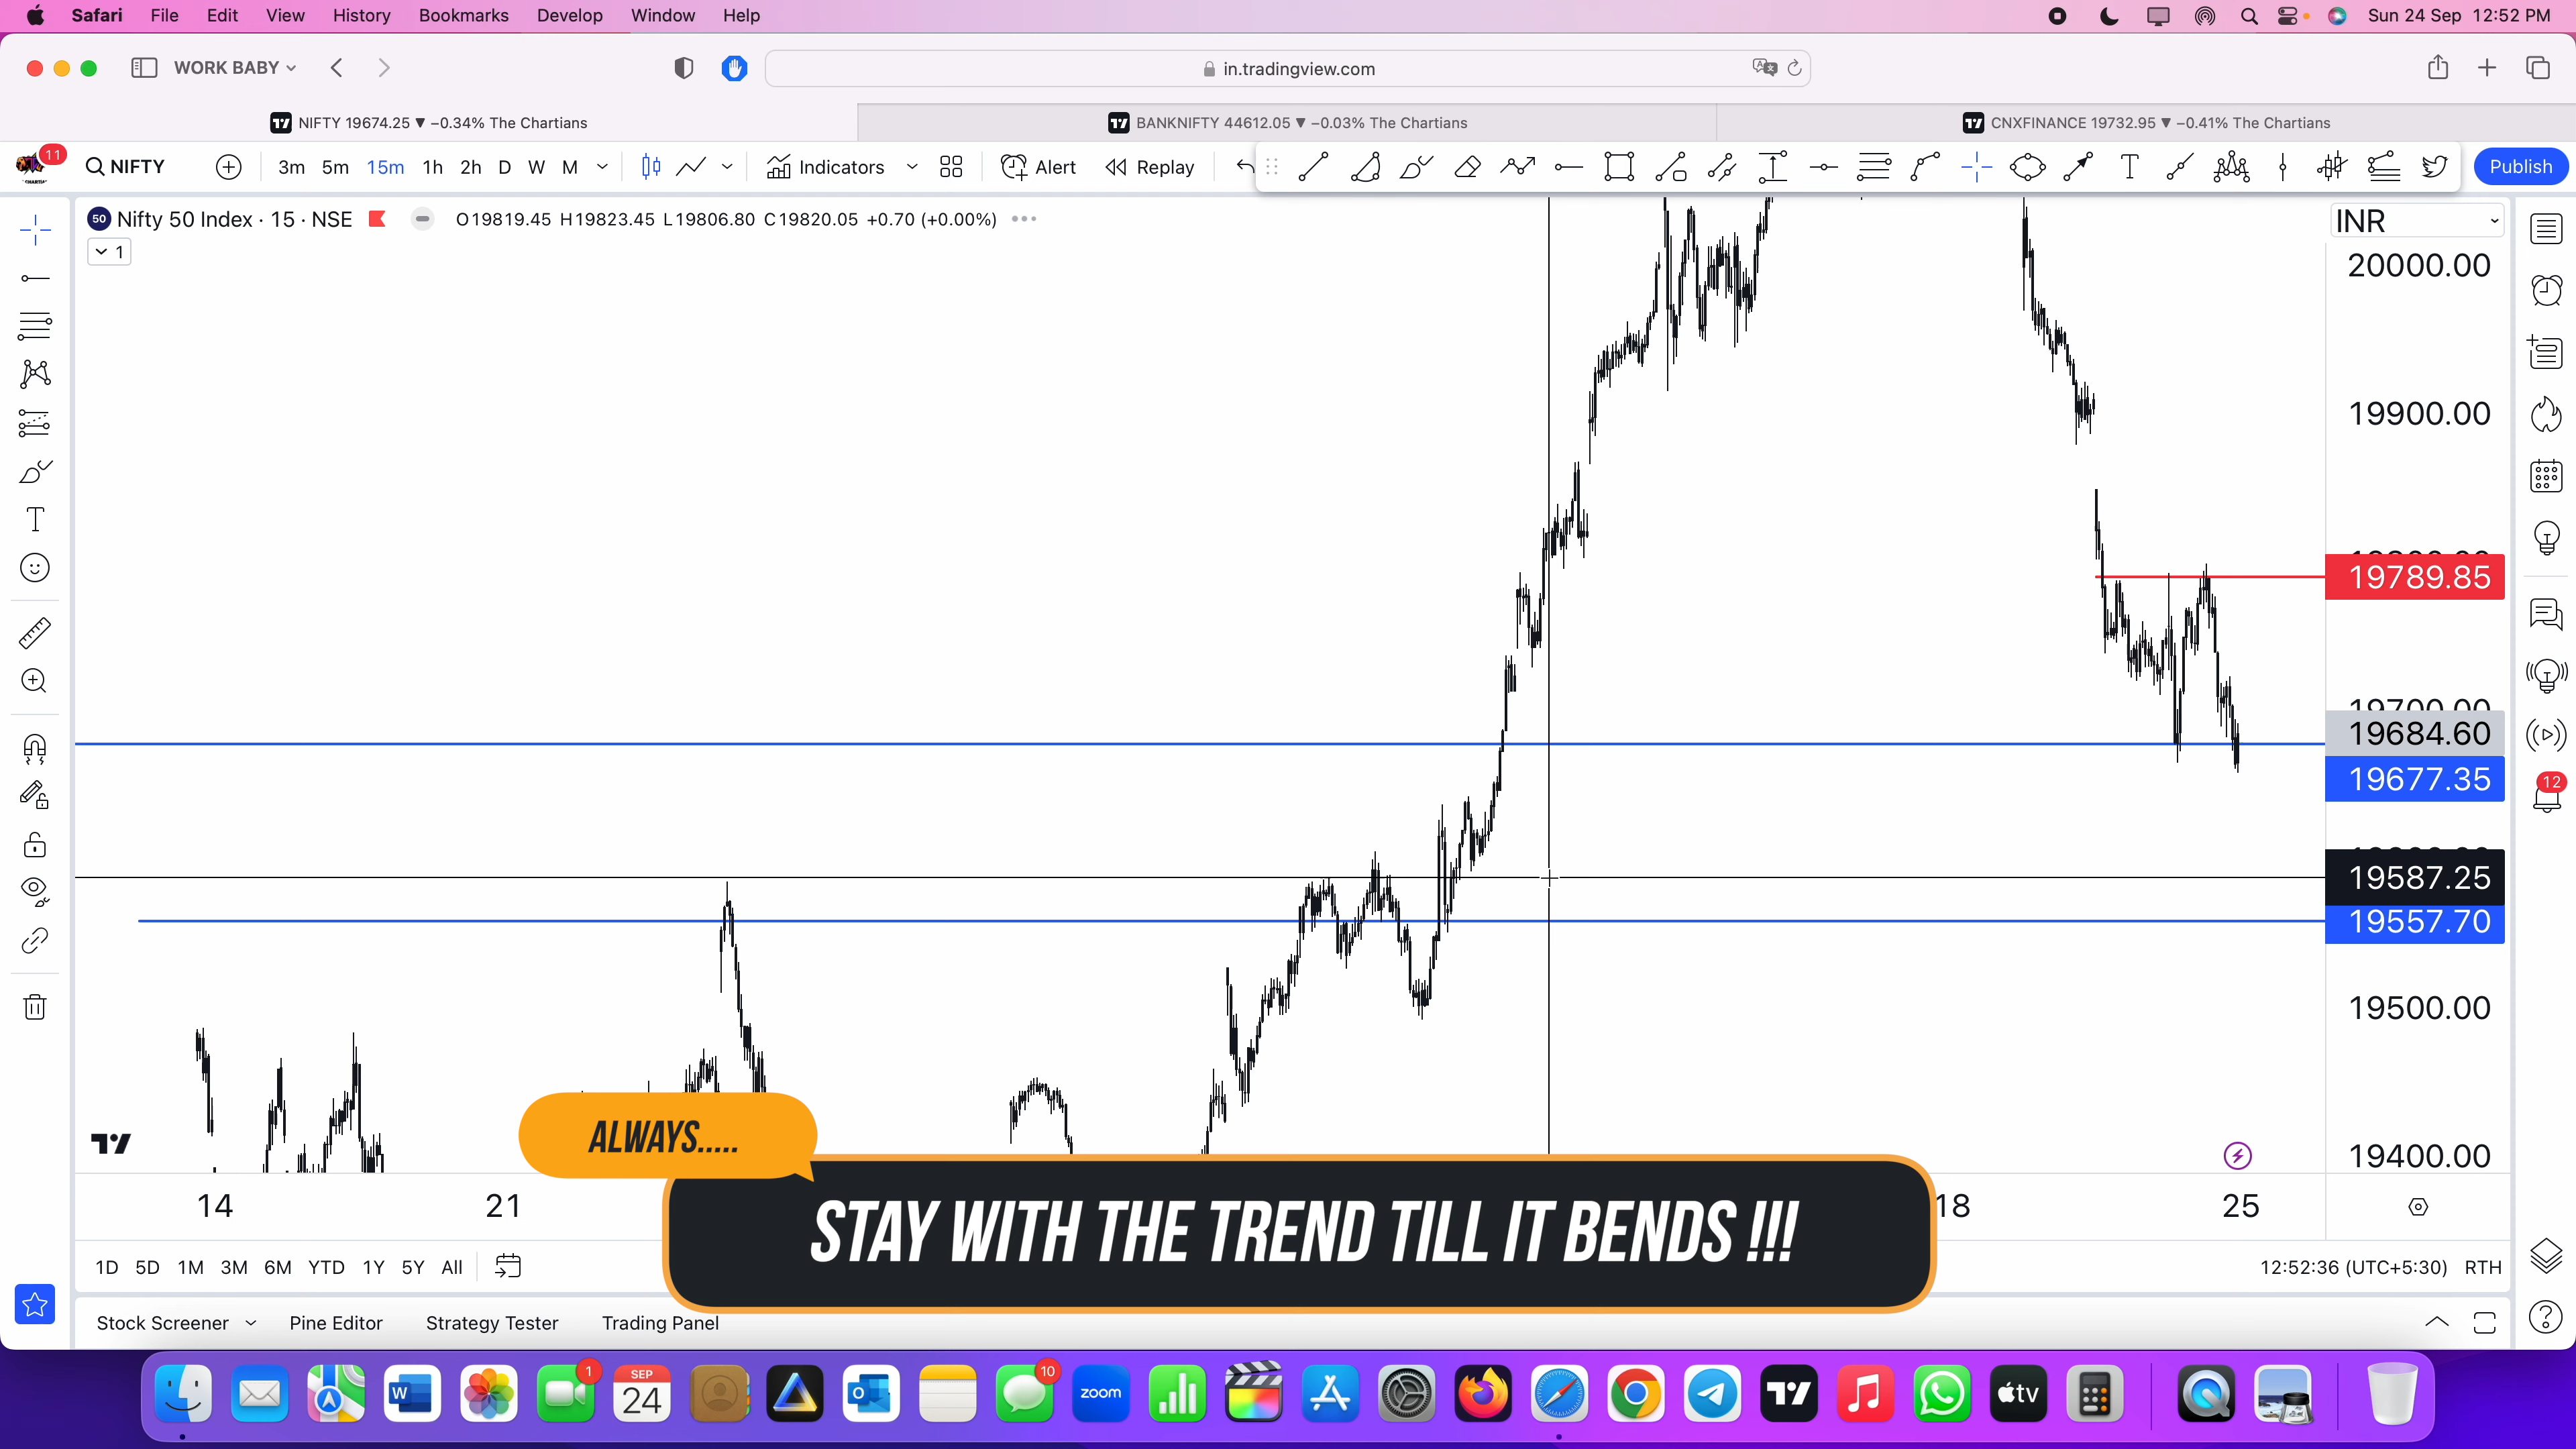 Safari File Edit View History Bookmarks Develop Window Help Sun 24 Sep 12:52 PM
WORK BABY in.tradingview.com
NIFTY 19674.25 ▼ −0.34% The Chartians BANKNIFTY 44612.05 ▼ −0.03% The Chartians CNXFINANCE 19732.95 ▼ −0.41% The Chartians
11 NIFTY 3m 5m 15m 1h 2h D W M Indicators Alert Replay Publish
50 Nifty 50 Index · 15 · NSE O19819.45 H19823.45 L19806.80 C19820.05 +0.70 (+0.00%) INR
1
20000.00
19900.00
19789.85
19684.60
19677.35
12
19587.25
19557.70
19500.00
19400.00
ALWAYS.....
STAY WITH THE TREND TILL IT BENDS !!!
14 21 18 25
1D 5D 1M 3M 6M YTD 1Y 5Y All 12:52:36 (UTC+5:30) RTH
Stock Screener Pine Editor Strategy Tester Trading Panel
1 SEP 10
W 24 O zoom tv